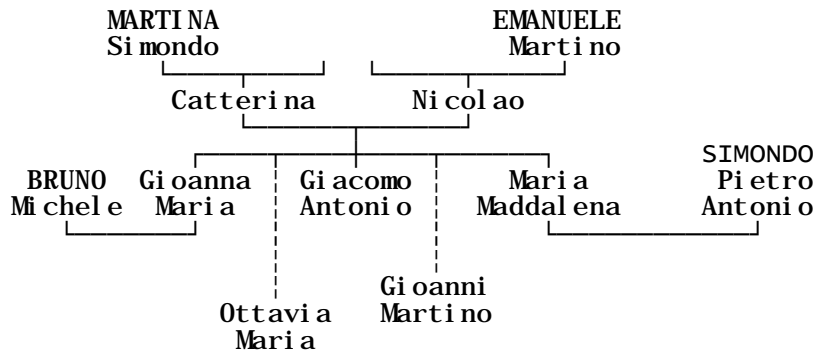 MARTINA EMANUELE
Simondo Martino
Catterina Nicolao
SIMONDO
BRUNO Gioanna Giacomo Maria Pietro
Michele Maria Antonio Maddalena Antonio
Gioanni
Ottavia Martino
Maria